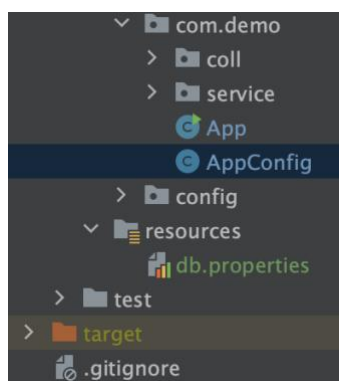 com.demo
coll
service
App
AppConfig
config
resources
db.properties
test
target
.gitignore